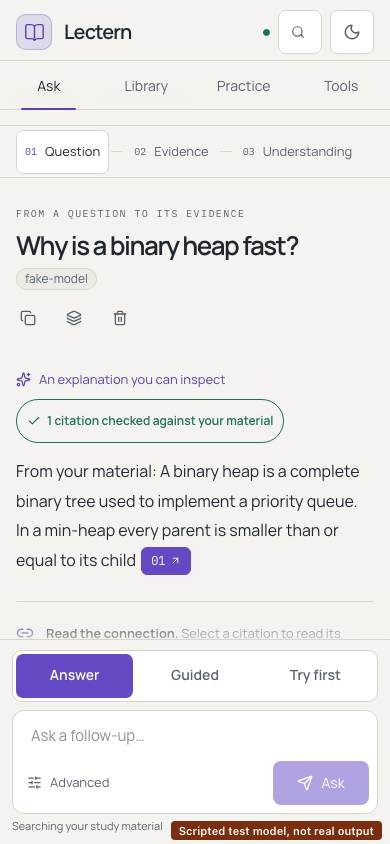 Lectern
Ask Library Practice Tools
01 Question — 02 Evidence — 03 Understanding
FROM A QUESTION TO ITS EVIDENCE
Why is a binary heap fast?
fake-model
An explanation you can inspect
1 citation checked against your material
From your material: A binary heap is a complete
binary tree used to implement a priority queue.
In a min-heap every parent is smaller than or
equal to its child 01
Read the connection. Select a citation to read its
Answer Guided Try first
Ask a follow-up…
Advanced Ask
Searching your study material
Scripted test model, not real output